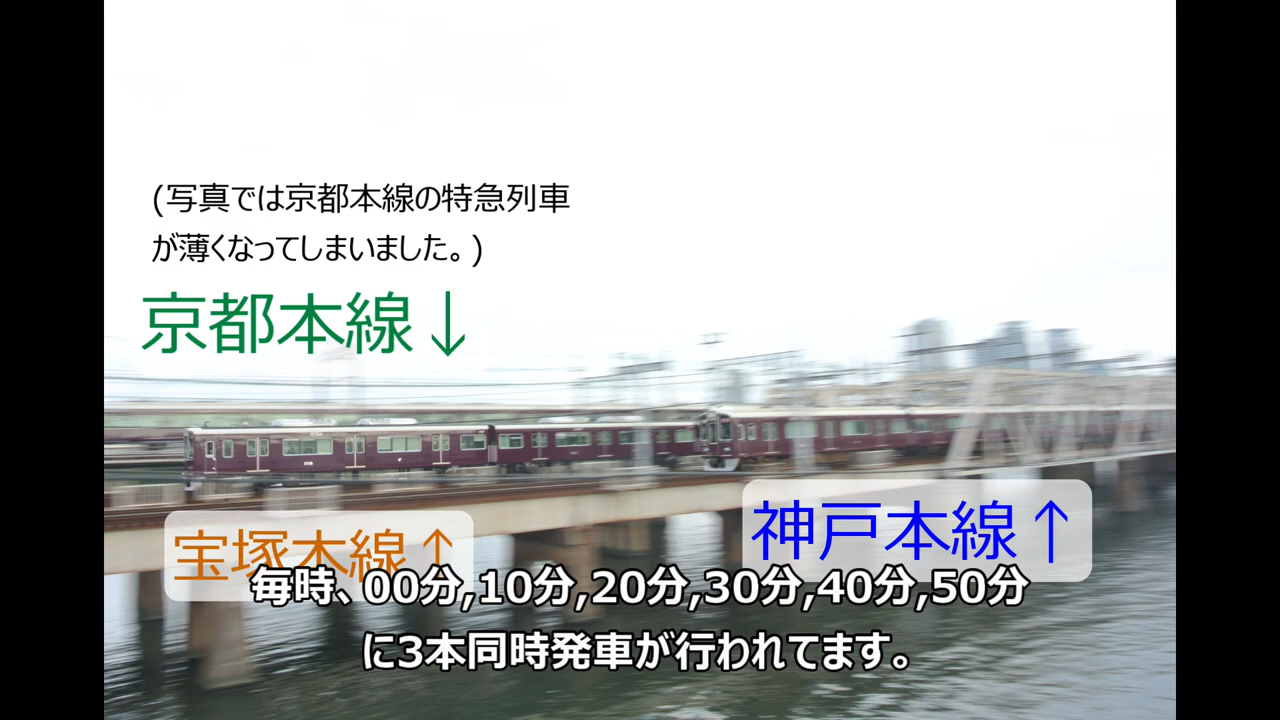 (写真では京都本線の特急列車
が薄くなってしまいました。)
京都本線↓
宝塚本線↑
神戸本線↑
毎時、00分,10分,20分,30分,40分,50分
に3本同時発車が行われてます。